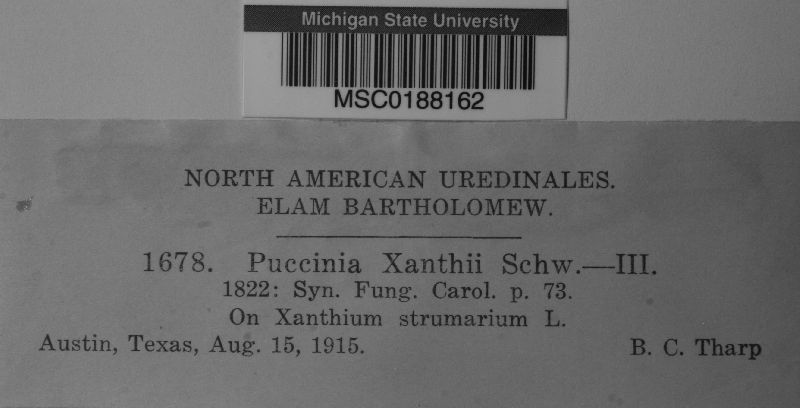 Michigan State University
MSC0188162
NORTH AMERICAN UREDINALES.
ELAM BARTHOLOMEW.
1678. Puccinia Xanthii Schw.—III.
1822: Syn. Fung. Carol. p. 73.
On Xanthium strumarium L.
Austin, Texas, Aug. 15, 1915. B. C. Tharp